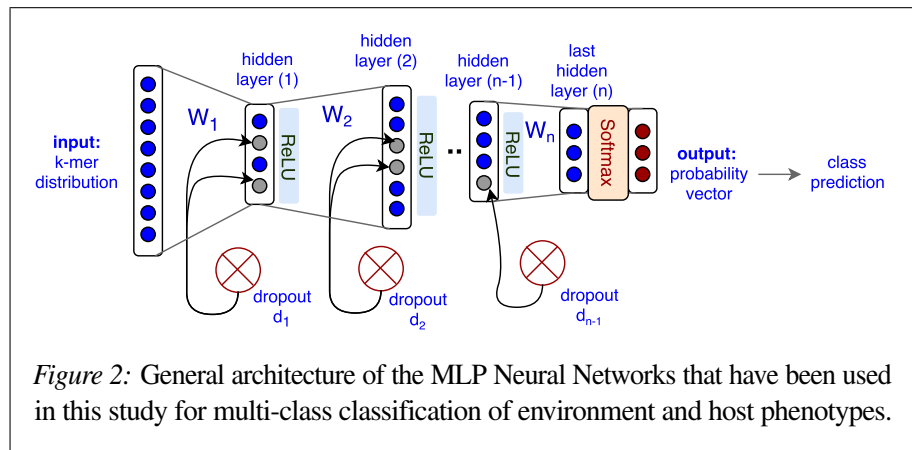 hidden
layer (1)
hidden
layer (2)
hidden
layer (n-1)
last
hidden
layer (n)
input:
k-mer
distribution
W1
ReLU
W2
ReLU
..
ReLU
Wn
Softmax
output:
probability
vector
class
prediction
dropout
d1
dropout
d2
dropout
dn-1
Figure 2: General architecture of the MLP Neural Networks that have been used
in this study for multi-class classification of environment and host phenotypes.